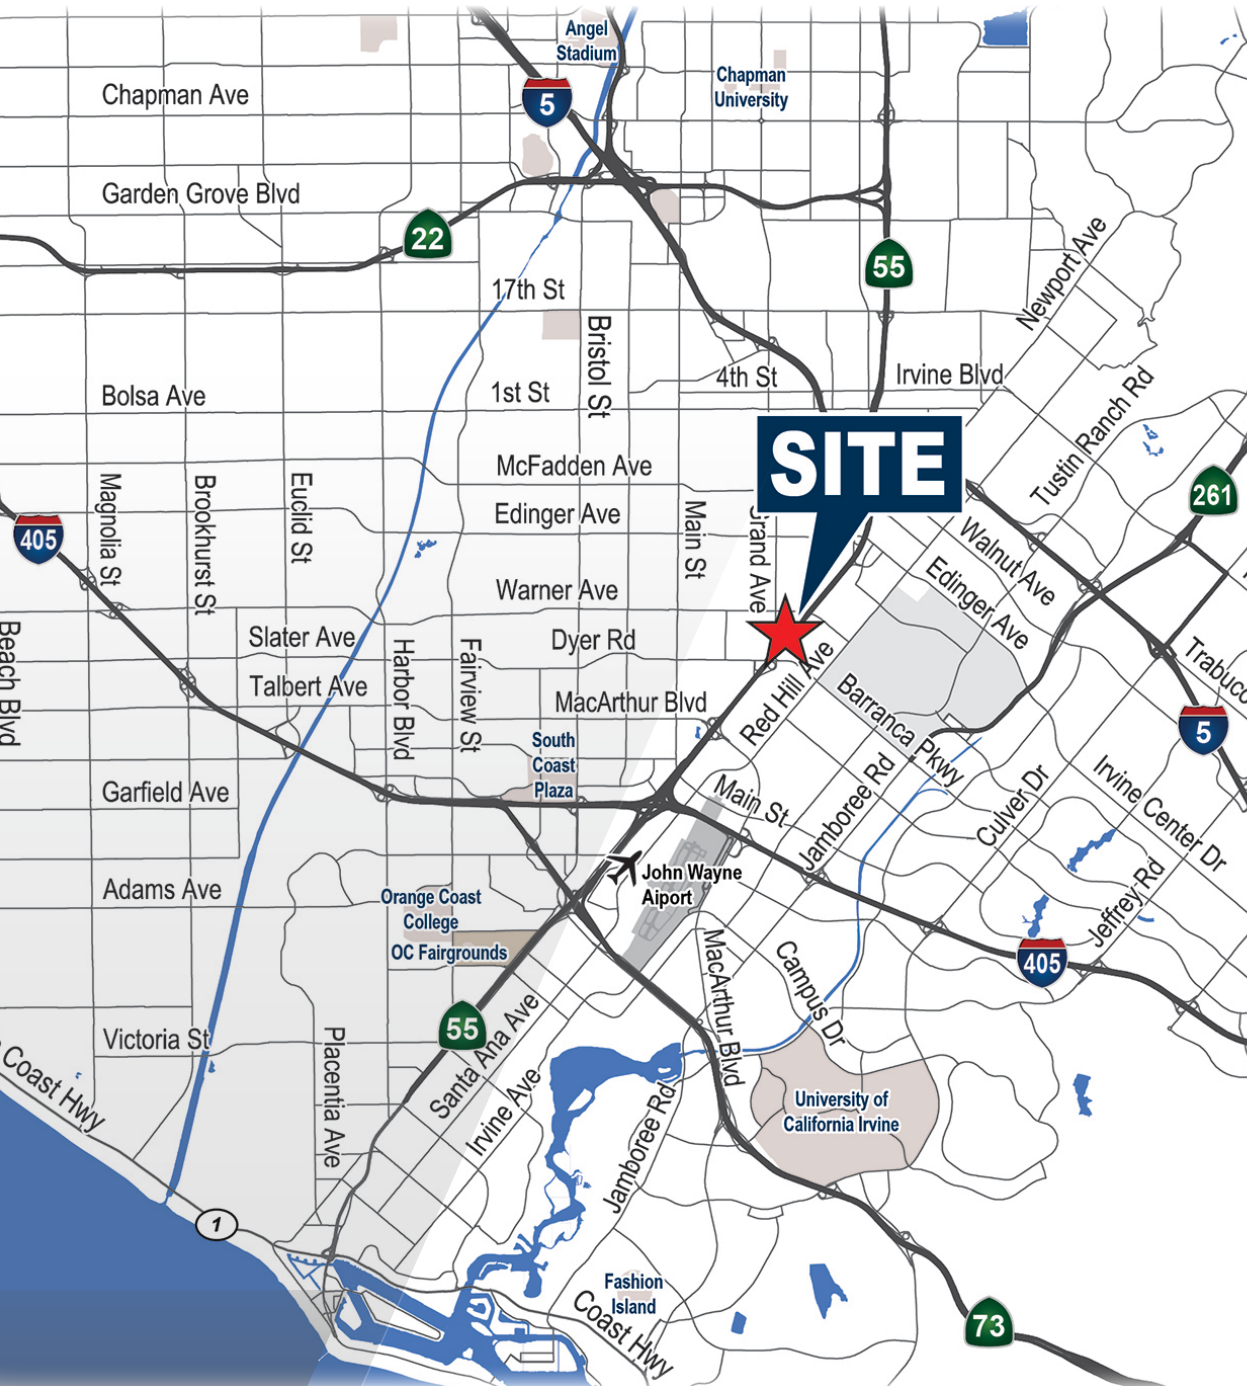 Angel
Stadium
Chapman
University
5
Chapman Ave
Garden Grove Blvd
22
55
Newport Ave
17th St
Bristol St
4th St
Irvine Blvd
Bolsa Ave
1st St
Tustin Ranch Rd
SITE
McFadden Ave
261
Edinger Ave
405
Magnolia St
Brookhurst St
Euclid St
Main St
Grand Ave
Walnut Ave
Edinger Ave
Warner Ave
Beach Blvd
Slater Ave
Dyer Rd
Harbor Blvd
Fairview St
Talbert Ave
MacArthur Blvd
Red Hill Ave
Barranca Pkwy
Trabuco
5
South
Coast
Plaza
Garfield Ave
Main St
Jamboree Rd
Culver Dr
Irvine Center Dr
John Wayne
Aiport
Adams Ave
Orange Coast
College
OC Fairgrounds
Jeffrey Rd
405
MacArthur Blvd
Campus Dr
55
Santa Ana Ave
Victoria St
Placentia Ave
Coast Hwy
Irvine Ave
Jamboree Rd
University of
California Irvine
1
Fashion
Island
Coast Hwy
73